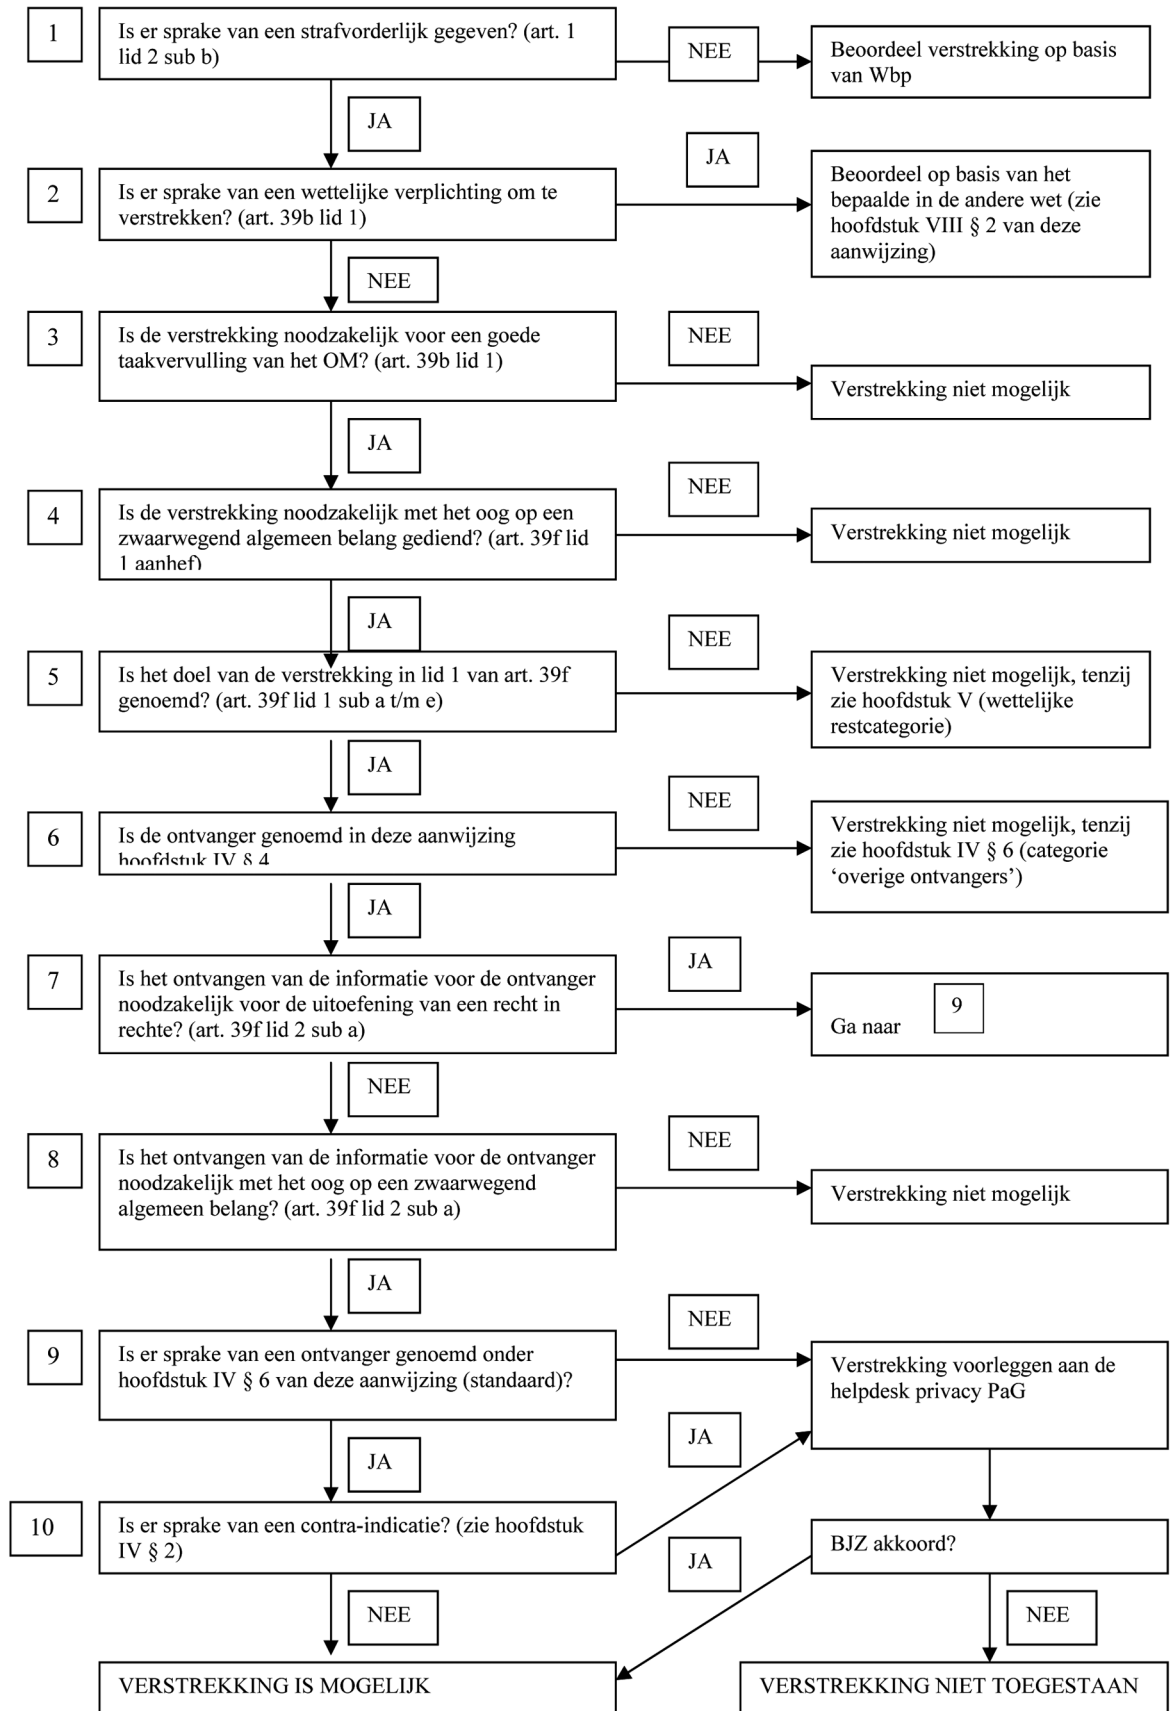 1
Is er sprake van een strafvorderlijk gegeven? (art. 1
lid 2 sub b)
NEE
Beoordeel verstrekking op basis
van Wbp
JA
2
Is er sprake van een wettelijke verplichting om te
verstrekken? (art. 39b lid 1)
JA
Beoordeel op basis van het
bepaalde in de andere wet (zie
hoofdstuk VIII § 2 van deze
aanwijzing)
NEE
3
Is de verstrekking noodzakelijk voor een goede
taakvervulling van het OM? (art. 39b lid 1)
NEE
Verstrekking niet mogelijk
JA
4
Is de verstrekking noodzakelijk met het oog op een
zwaarwegend algemeen belang gediend? (art. 39f lid
1 aanhef)
NEE
Verstrekking niet mogelijk
JA
5
Is het doel van de verstrekking in lid 1 van art. 39f
genoemd? (art. 39f lid 1 sub a t/m e)
NEE
Verstrekking niet mogelijk, tenzij
zie hoofdstuk V (wettelijke
restcategorie)
JA
6
Is de ontvanger genoemd in deze aanwijzing
hoofdstuk IV § 4
NEE
Verstrekking niet mogelijk, tenzij
zie hoofdstuk IV § 6 (categorie
‘overige ontvangers’)
JA
7
Is het ontvangen van de informatie voor de ontvanger
noodzakelijk voor de uitoefening van een recht in
rechte? (art. 39f lid 2 sub a)
JA
Ga naar 9
NEE
8
Is het ontvangen van de informatie voor de ontvanger
noodzakelijk met het oog op een zwaarwegend
algemeen belang? (art. 39f lid 2 sub a)
NEE
Verstrekking niet mogelijk
JA
9
Is er sprake van een ontvanger genoemd onder
hoofdstuk IV § 6 van deze aanwijzing (standaard)?
NEE
Verstrekking voorleggen aan de
helpdesk privacy PaG
JA
JA
10
Is er sprake van een contra-indicatie? (zie hoofdstuk
IV § 2)
JA
BJZ akkoord?
NEE
NEE
VERSTREKKING IS MOGELIJK
VERSTREKKING NIET TOEGESTAAN